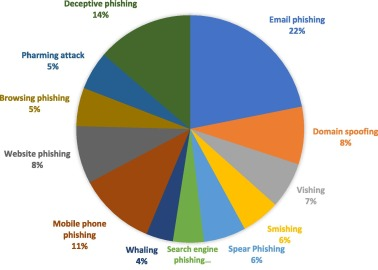 Deceptive phishing
14%
Email phishing
22%
Pharming attack
5%
Browsing phishing
5%
Domain spoofing
8%
Website phishing
8%
Vishing
7%
Mobile phone
phishing
11%
Smishing
6%
Whaling
4%
Search engine
phishing...
Spear Phishing
6%